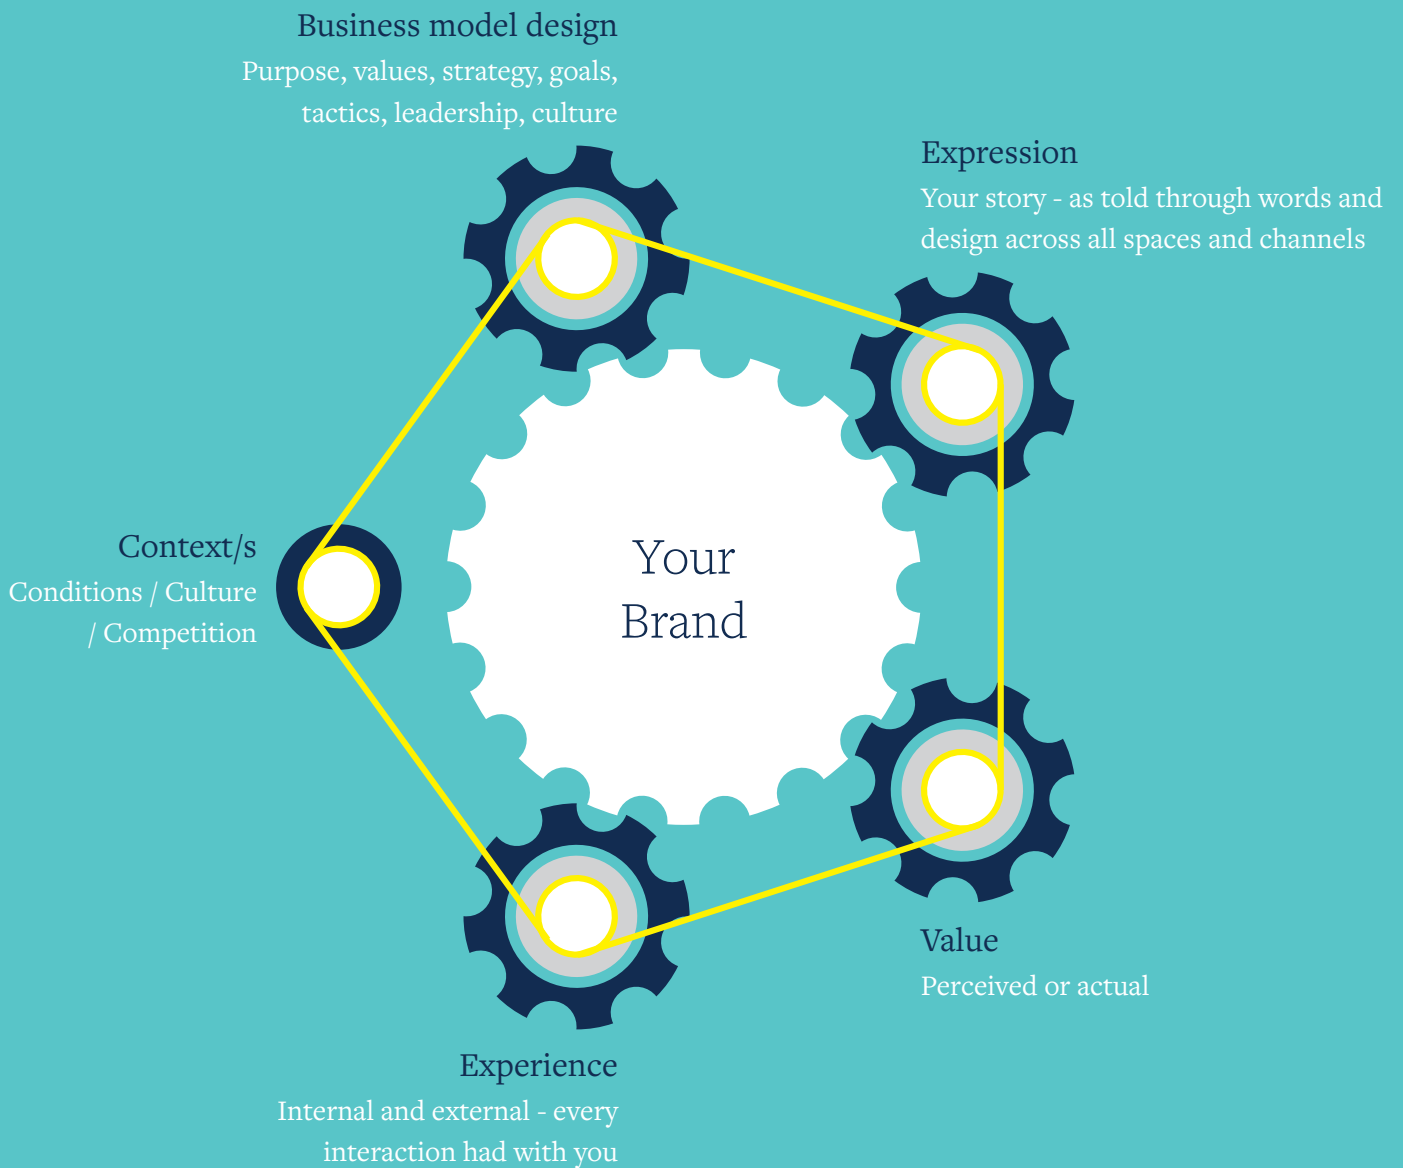 Business model design
Purpose, values, strategy, goals,
tactics, leadership, culture
Expression
Your story - as told through words and
design across all spaces and channels
Context/s
Conditions / Culture
/ Competition
Your
Brand
Value
Perceived or actual
Experience
Internal and external - every
interaction had with you